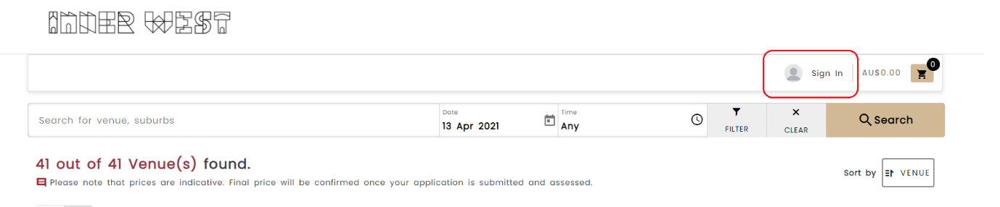 INNER WEST
Sign In
AU$0.00
0
Search for venue, suburbs
Date
13 Apr 2021
Time
Any
FILTER
CLEAR
Search
41 out of 41 Venue(s) found.
Please note that prices are indicative. Final price will be confirmed once your application is submitted and assessed.
Sort by
VENUE